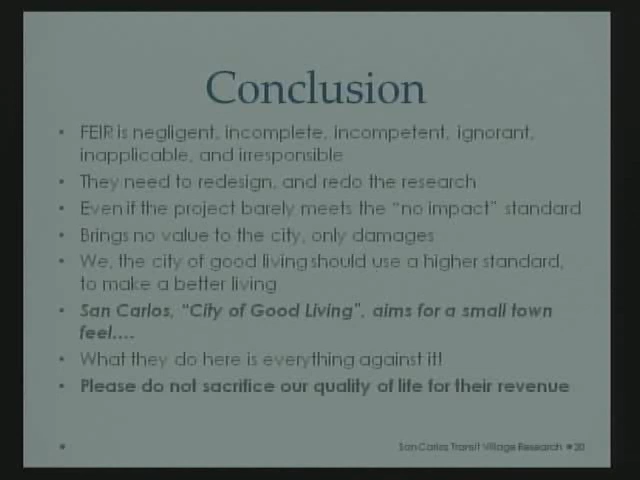 Conclusion
• FEIR is negligent, incomplete, incompetent, ignorant,
inapplicable, and irresponsible
• They need to redesign, and redo the research
• Even if the project barely meets the “no impact” standard
• Brings no value to the city, only damages
• We, the city of good living should use a higher standard,
to make a better living
• San Carlos, “City of Good Living”, aims for a small town
feel....
• What they do here is everything against it!
• Please do not sacrifice our quality of life for their revenue
San Carlos Transit Village Research • 20